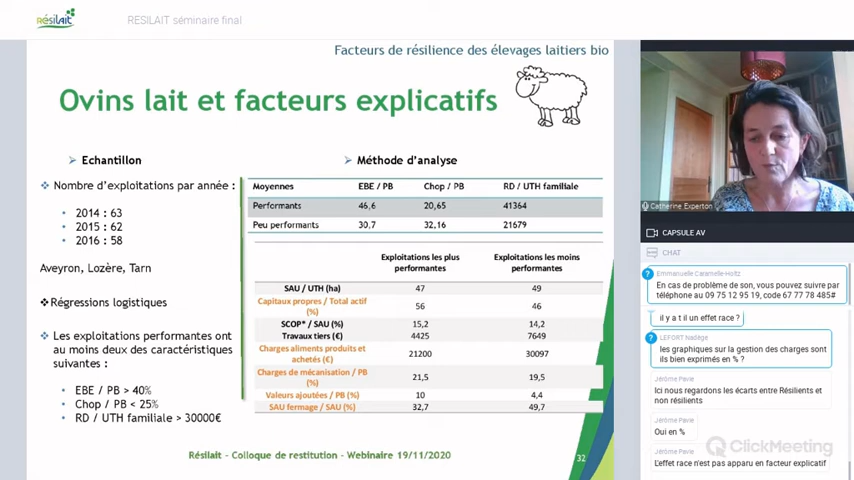 Résilait
RESILAIT séminaire final
Facteurs de résilience des élevages laitiers bio
Ovins lait et facteurs explicatifs
➢ Echantillon
Nombre d'exploitations par année :
• 2014 : 63
• 2015 : 62
• 2016 : 58
Aveyron, Lozère, Tarn
❖Régressions logistiques
Les exploitations performantes ont
au moins deux des caractéristiques
suivantes :
• EBE / PB > 40%
• Chop / PB < 25%
• RD / UTH familiale > 30000€
➢ Méthode d'analyse
Moyennes EBE / PB Chop / PB RD / UTH familiale
Performants 46,6 20,65 41364
Peu performants 30,7 32,16 21679
Exploitations les plus performantes Exploitations les moins performantes
SAU / UTH (ha) 47 49
Capitaux propres / Total actif (%) 56 46
SCOP* / SAU (%) 15,2 14,2
Travaux tiers (€) 4425 7649
Charges aliments produits et achetés (€) 21200 30097
Charges de mécanisation / PB (%) 21,5 19,5
Valeurs ajoutées / PB (%) 10 4,4
SAU fermage / SAU (%) 32,7 49,7
Résilait - Colloque de restitution - Webinaire 19/11/2020
32
Catherine Experton
CAPSULE AV
CHAT
Emmanuelle Caramelle-Holtz
En cas de problème de son, vous pouvez suivre par
téléphone au 09 75 12 95 19, code 67 77 78 485#
il y a t il un effet race ?
LEFORT Nadège
les graphiques sur la gestion des charges sont
ils bien exprimés en % ?
Jérôme Pavie
Ici nous regardons les écarts entre Résilients et
non résilients
Jérôme Pavie
Oui en %
Jérôme Pavie
L'effet race n'est pas apparu en facteur explicatif
ClickMeeting